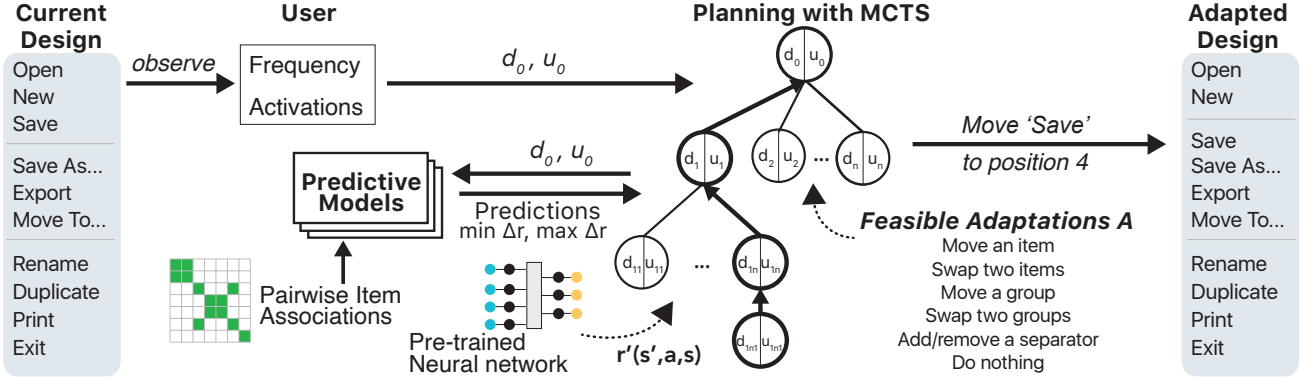 Current
Design
Open
New
Save
Save As...
Export
Move To...
Rename
Duplicate
Print
Exit
User
observe
Frequency
Activations
d₀, u₀
Predictive
Models
d₀, u₀
Predictions
min Δr, max Δr
Pairwise Item
Associations
Pre-trained
Neural network
r'(s',a,s)
Planning with MCTS
d₀ u₀
d₁ u₁
d₂ u₂
...
dₙ uₙ
d₁₁ u₁₁
...
d₁ₙ u₁ₙ
d₁ₙ₁ u₁ₙ₁
Feasible Adaptations A
Move an item
Swap two items
Move a group
Swap two groups
Add/remove a separator
Do nothing
Move 'Save'
to position 4
Adapted
Design
Open
New
Save
Save As...
Export
Move To...
Rename
Duplicate
Print
Exit